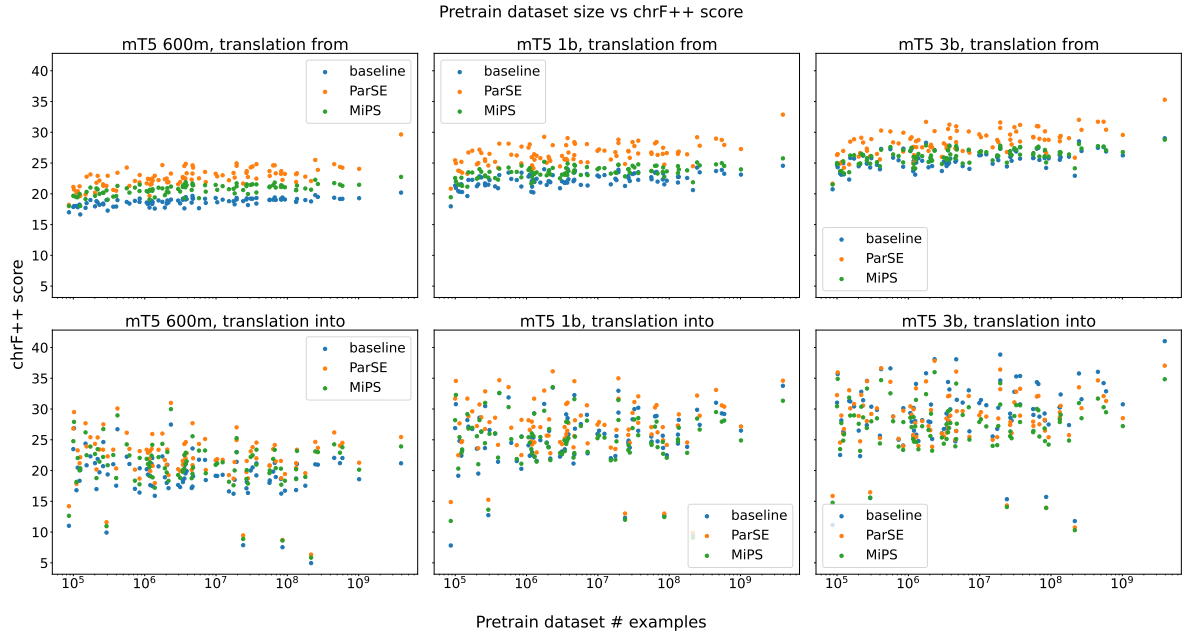 Pretrain dataset size vs chrF++ score
mT5 600m, translation from
mT5 1b, translation from
mT5 3b, translation from
40
35
30
25
20
15
10
5
baseline
ParSE
MiPS
baseline
ParSE
MiPS
baseline
ParSE
MiPS
chrF++ score
mT5 600m, translation into
mT5 1b, translation into
mT5 3b, translation into
40
35
30
25
20
15
10
5
baseline
ParSE
MiPS
baseline
ParSE
MiPS
baseline
ParSE
MiPS
10⁵ 10⁶ 10⁷ 10⁸ 10⁹
10⁵ 10⁶ 10⁷ 10⁸ 10⁹
10⁵ 10⁶ 10⁷ 10⁸ 10⁹
Pretrain dataset # examples